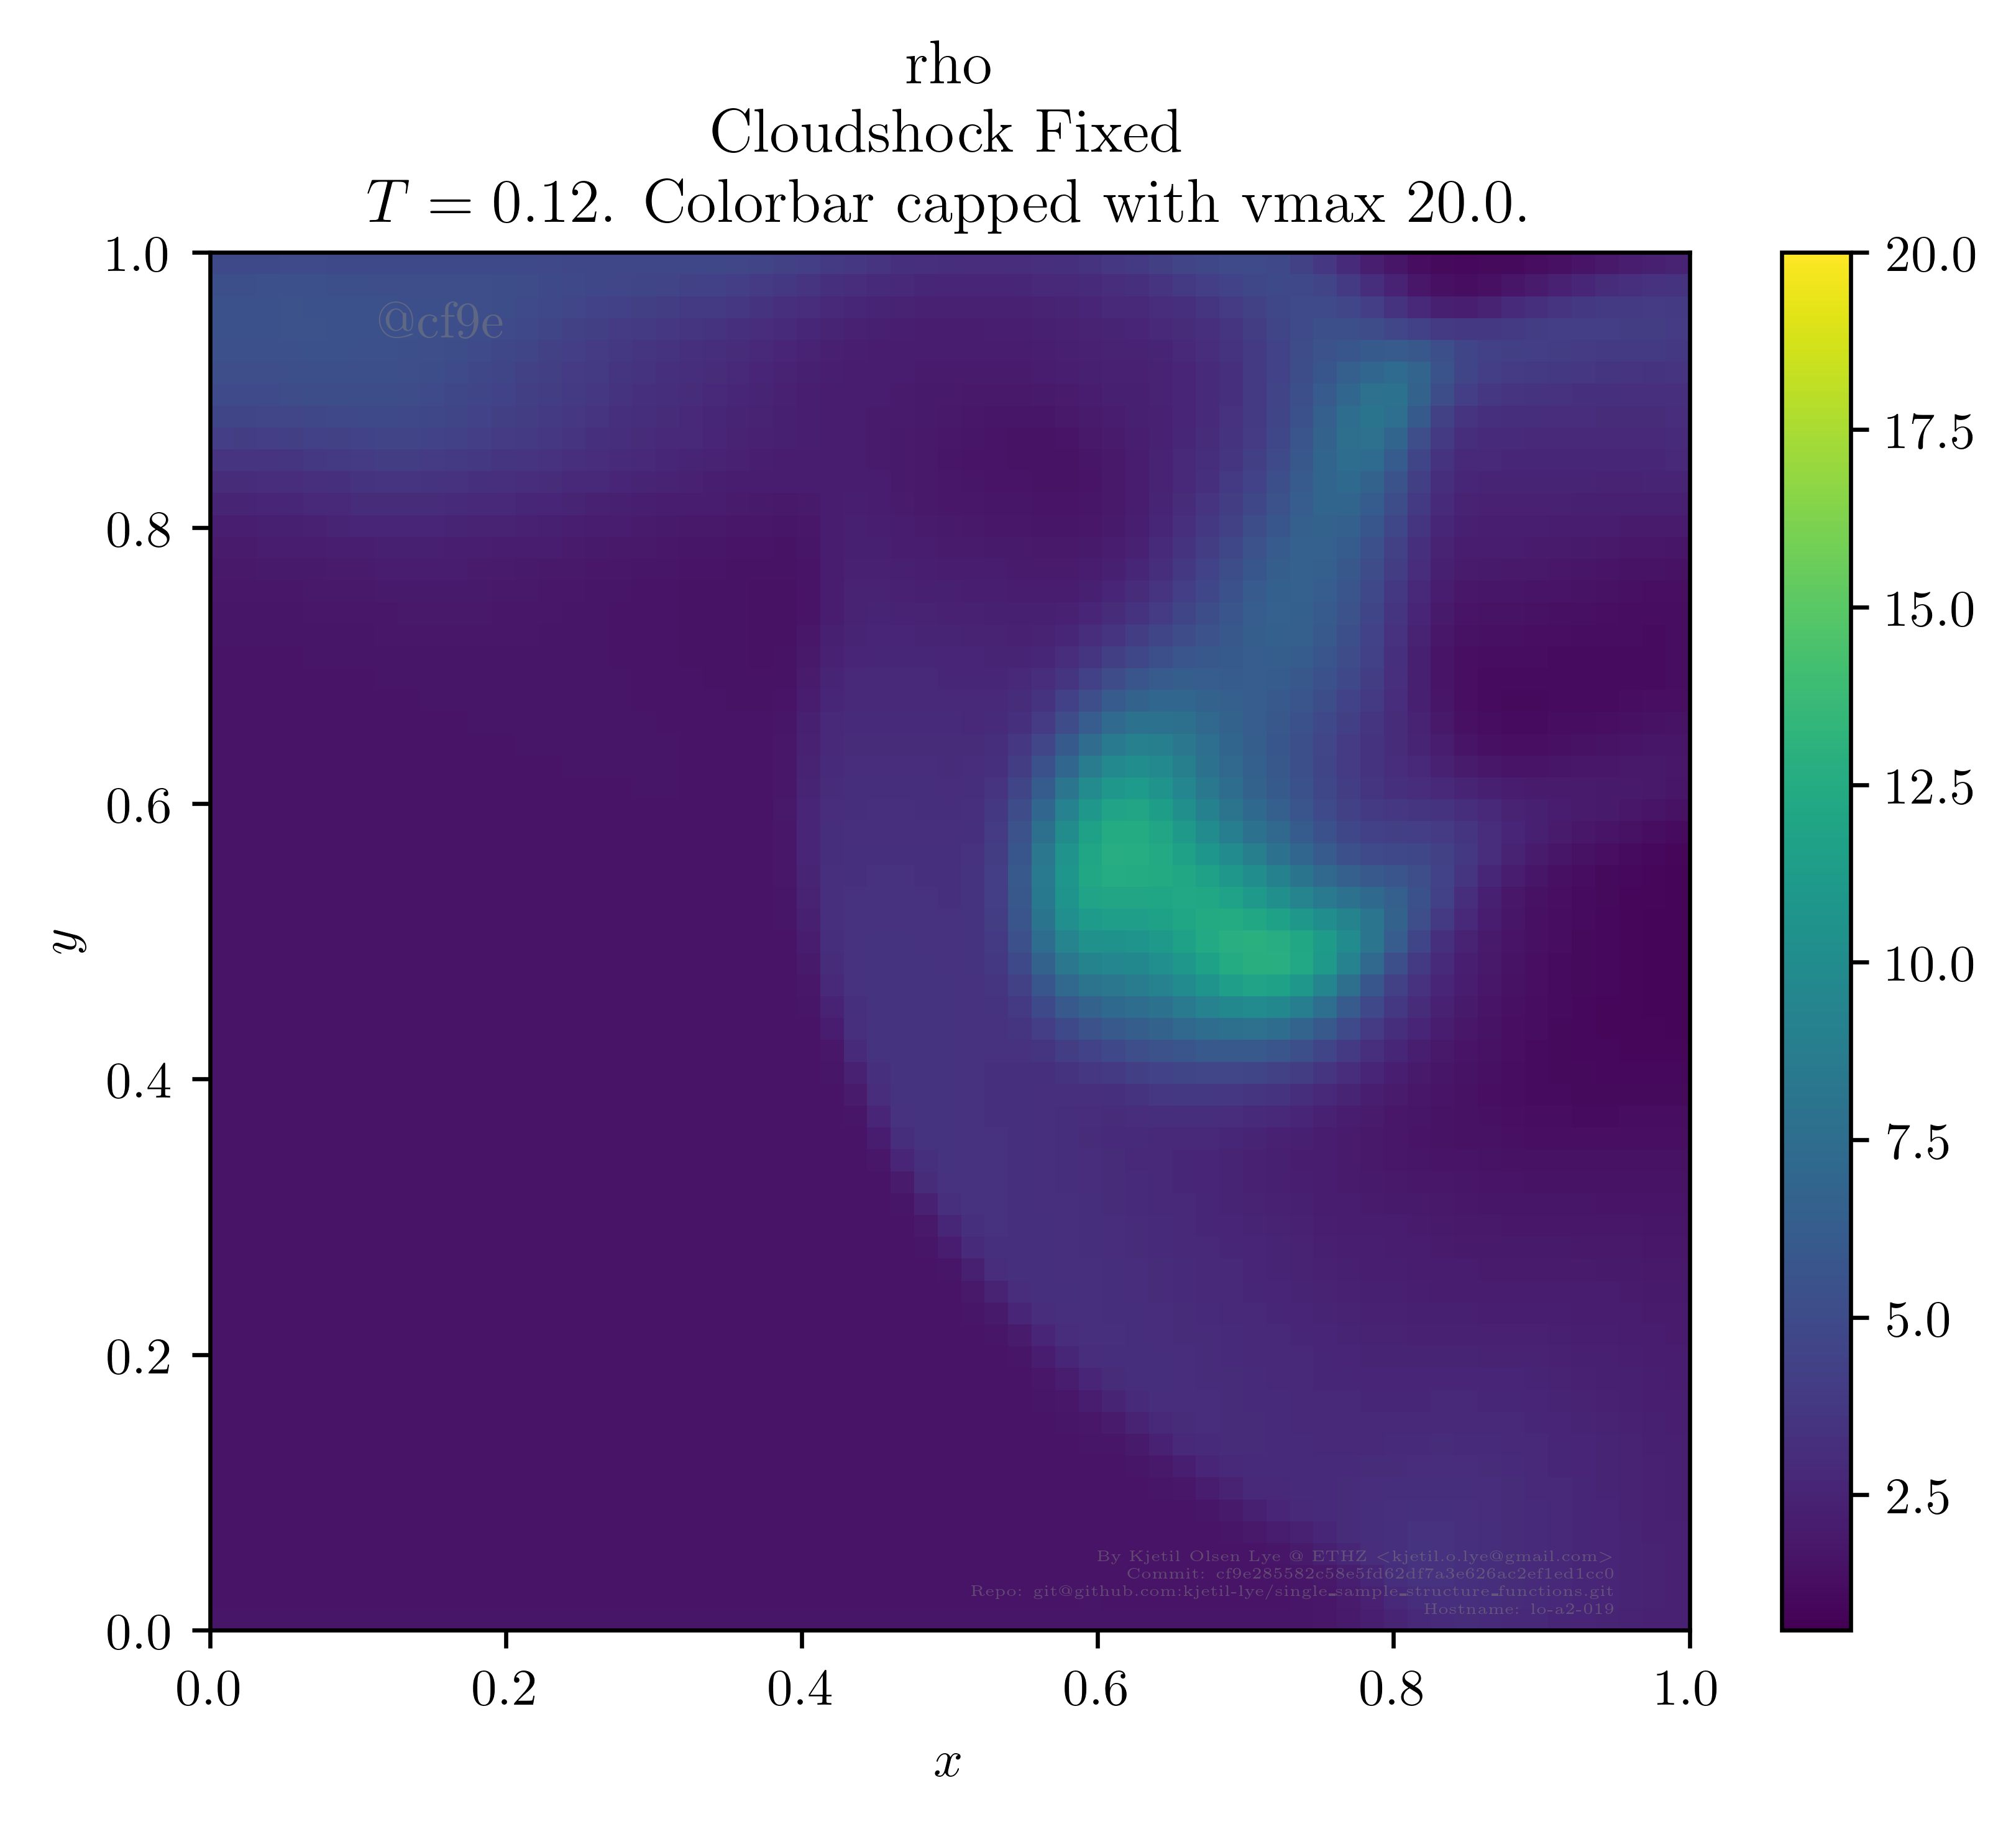 rho
Cloudshock Fixed
T = 0.12. Colorbar capped with vmax 20.0.
@cf9e
1.0
0.8
0.6
0.4
0.2
0.0
y
0.0 0.2 0.4 0.6 0.8 1.0
x
20.0
17.5
15.0
12.5
10.0
7.5
5.0
2.5
By Kjetil Olsen Lye @ ETHZ <kjetil.o.lye@gmail.com>
Commit: cf9e285582c58e5fd62df7a3e626ac2ef1ed1cc0
Repo: git@github.com:kjetil-lye/single_sample_structure_functions.git
Hostname: lo-a2-019